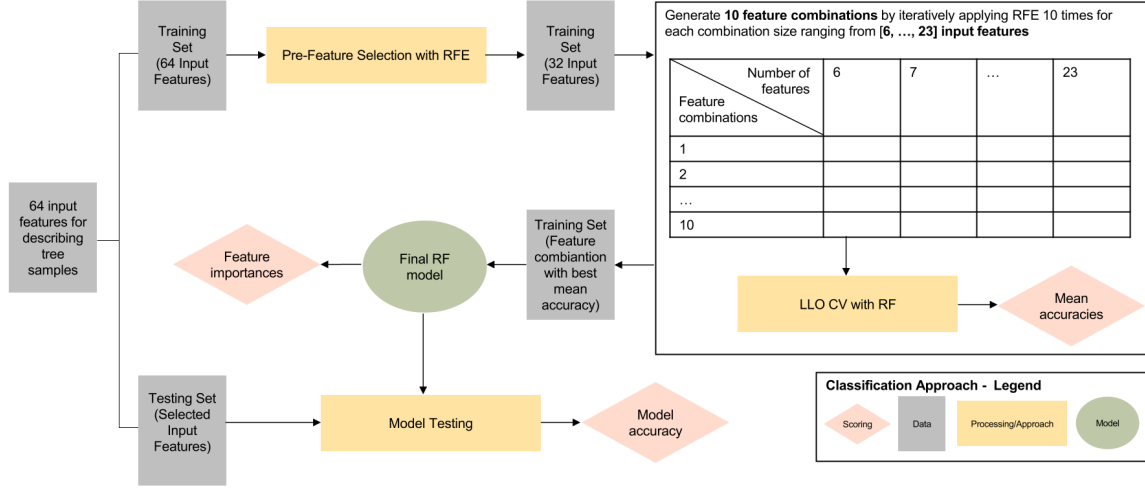 Training
Set
(64 Input
Features)
Pre-Feature Selection with RFE
Training
Set
(32 Input
Features)
Generate 10 feature combinations by iteratively applying RFE 10 times for
each combination size ranging from [6, …, 23] input features
Number of
features
Feature
combinations
6
7
…
23
1
2
…
10
64 input
features for
describing
tree
samples
Feature
importances
Final RF
model
Training Set
(Feature
combiantion
with best
mean
accuracy)
LLO CV with RF
Mean
accuracies
Testing Set
(Selected
Input
Features)
Model Testing
Model
accuracy
Classification Approach - Legend
Scoring
Data
Processing/Approach
Model